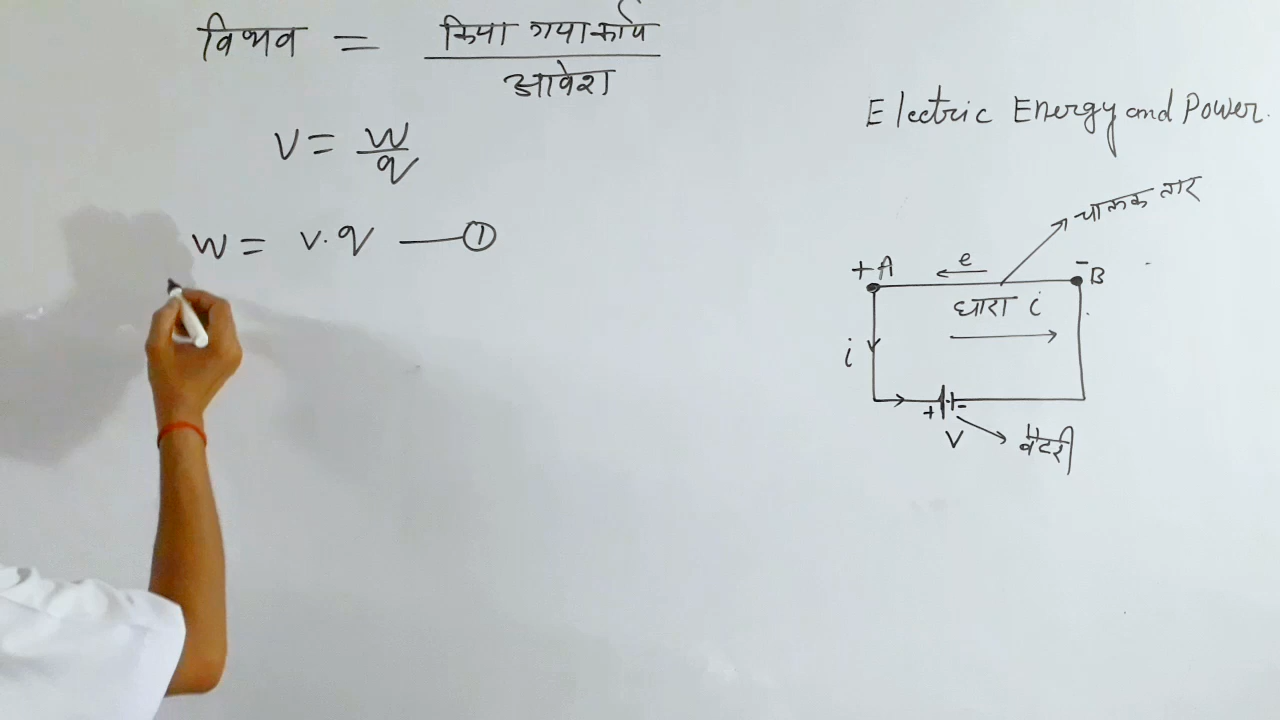 विभव = किया गया कार्य / आवेश
V = W / q
W = V.q —— ①
Electric Energy and Power.
चालक तार
+ A e - B
धारा i
i
+ -
V बैटरी